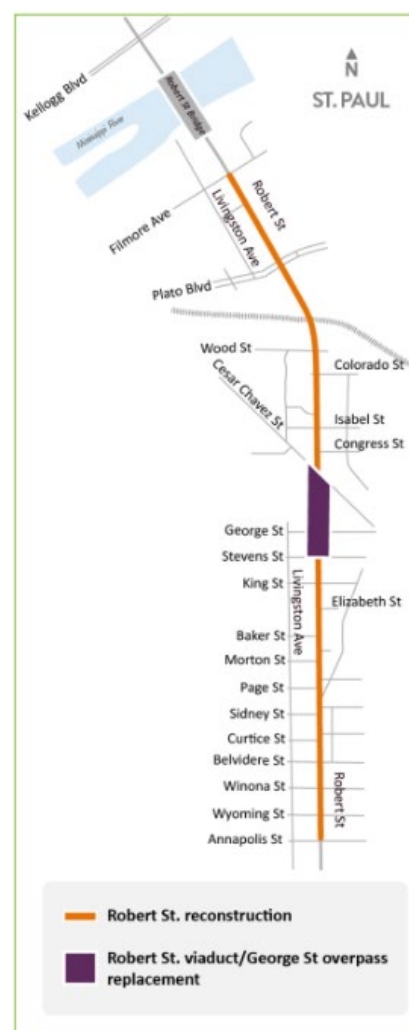 Kellogg Blvd
Robert St Bridge
Mississippi River
N
ST. PAUL
Robert St
Livingston Ave
Filmore Ave
Plato Blvd
Wood St
Colorado St
Cesar Chavez St
Isabel St
Congress St
George St
Stevens St
King St
Elizabeth St
Livingston Ave
Baker St
Morton St
Page St
Sidney St
Curtice St
Belvidere St
Winona St
Robert St
Wyoming St
Annapolis St
Robert St. reconstruction
Robert St. viaduct/George St overpass
replacement